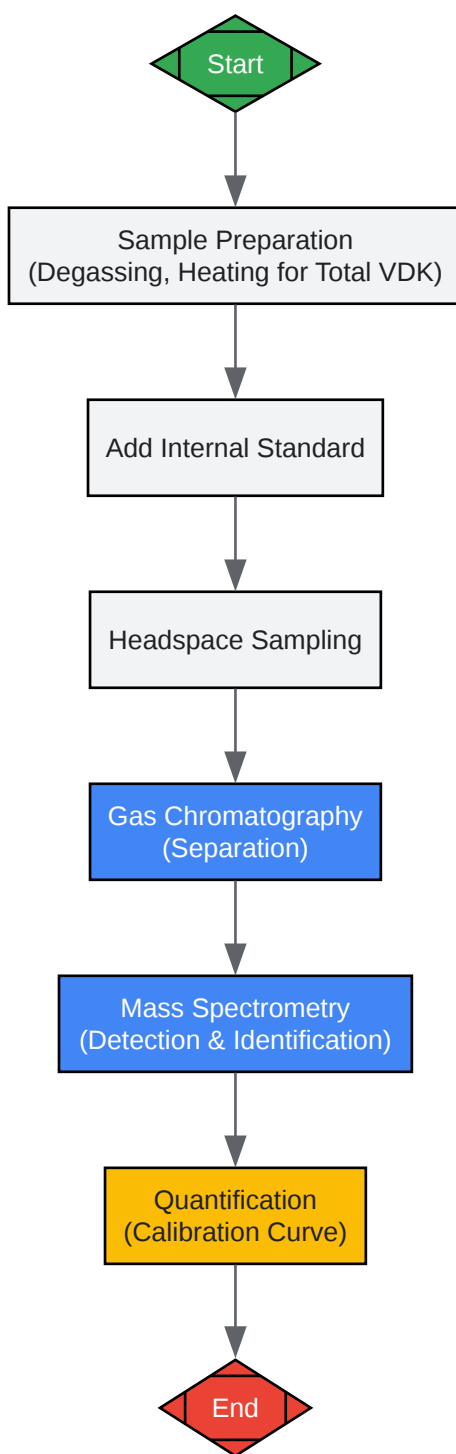 Start
Sample Preparation
(Degassing, Heating for Total VDK)
Add Internal Standard
Headspace Sampling
Gas Chromatography
(Separation)
Mass Spectrometry
(Detection & Identification)
Quantification
(Calibration Curve)
End